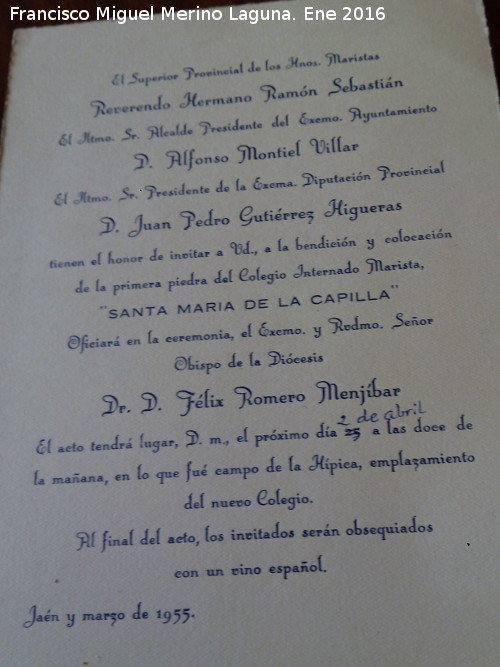 Francisco Miguel Merino Laguna. Ene 2016
El Superior Provincial de los Hnos. Maristas
Reverendo Hermano Ramón Sebastián
El Iltmo. Sr. Alcalde Presidente del Excmo. Ayuntamiento
D. Alfonso Montiel Villar
El Iltmo. Sr. Presidente de la Excma. Diputación Provincial
D. Juan Pedro Gutiérrez Higueras
tienen el honor de invitar a Vd., a la bendición y colocación
de la primera piedra del Colegio Internado Marista,
"SANTA MARIA DE LA CAPILLA"
Oficiará en la ceremonia, el Excmo. y Rvdmo. Señor
Obispo de la Diócesis
Dr. D. Félix Romero Menjíbar
2 de abril
El acto tendrá lugar, D. m., el próximo día 25 a las doce de
la mañana, en lo que fué campo de la Hípica, emplazamiento
del nuevo Colegio.
Al final del acto, los invitados serán obsequiados
con un vino español.
Jaén y marzo de 1955.